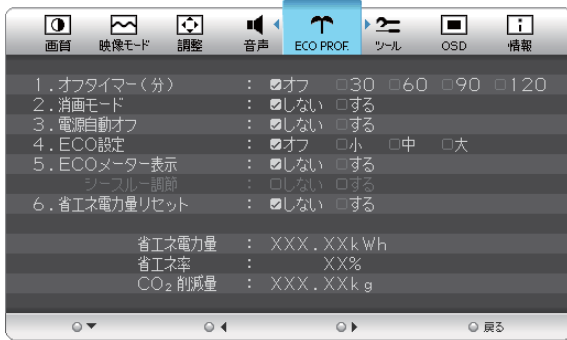 画質 映像モード 調整 音声 ECO PROF. ツール OSD 情報
1.オフタイマー(分) : ☑オフ □30 □60 □90 □120
2.消画モード : ☑しない □する
3.電源自動オフ : ☑しない □する
4.ECO設定 : ☑オフ □小 □中 □大
5.ECOメーター表示 : ☑しない □する
シースルー調節 : □しない □する
6.省エネ電力量リセット : ☑しない □する
省エネ電力量 : XXX.XXkWh
省エネ率 : XX%
CO₂削減量 : XXX.XXkg
戻る